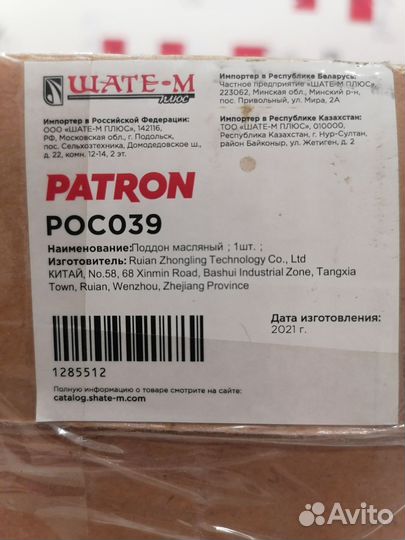 ШАТЕ-М
ПЛЮС
Импортер в Российской Федерации:
ООО «ШАТЕ-М ПЛЮС», 142116,
РФ, Московская обл., г. Подольск,
пос. Сельхозтехника, Домодедовское ш.,
д. 22, комн. 12-14, 2 эт.
Импортер в Республике Беларусь:
Частное предприятие «ШАТЕ-М ПЛЮС»,
223062, Минская обл., Минский р-н,
пос. Привольный, ул. Мира, 2А
Импортер в Республике Казахстан:
ТОО «ШАТЕ-М ПЛЮС», 010000,
Республика Казахстан, г. Нур-Султан,
район Байконыр, ул. Жетиген, д. 2
PATRON
POC039
Наименование:Поддон масляный ; 1шт. ;
Изготовитель: Ruian Zhongling Technology Co., Ltd
КИТАЙ, No.58, 68 Xinmin Road, Bashui Industrial Zone, Tangxia
Town, Ruian, Wenzhou, Zhejiang Province
Дата изготовления:
2021 г.
1285512
Полную информацию о товаре смотрите на сайте:
catalog.shate-m.com
Avito